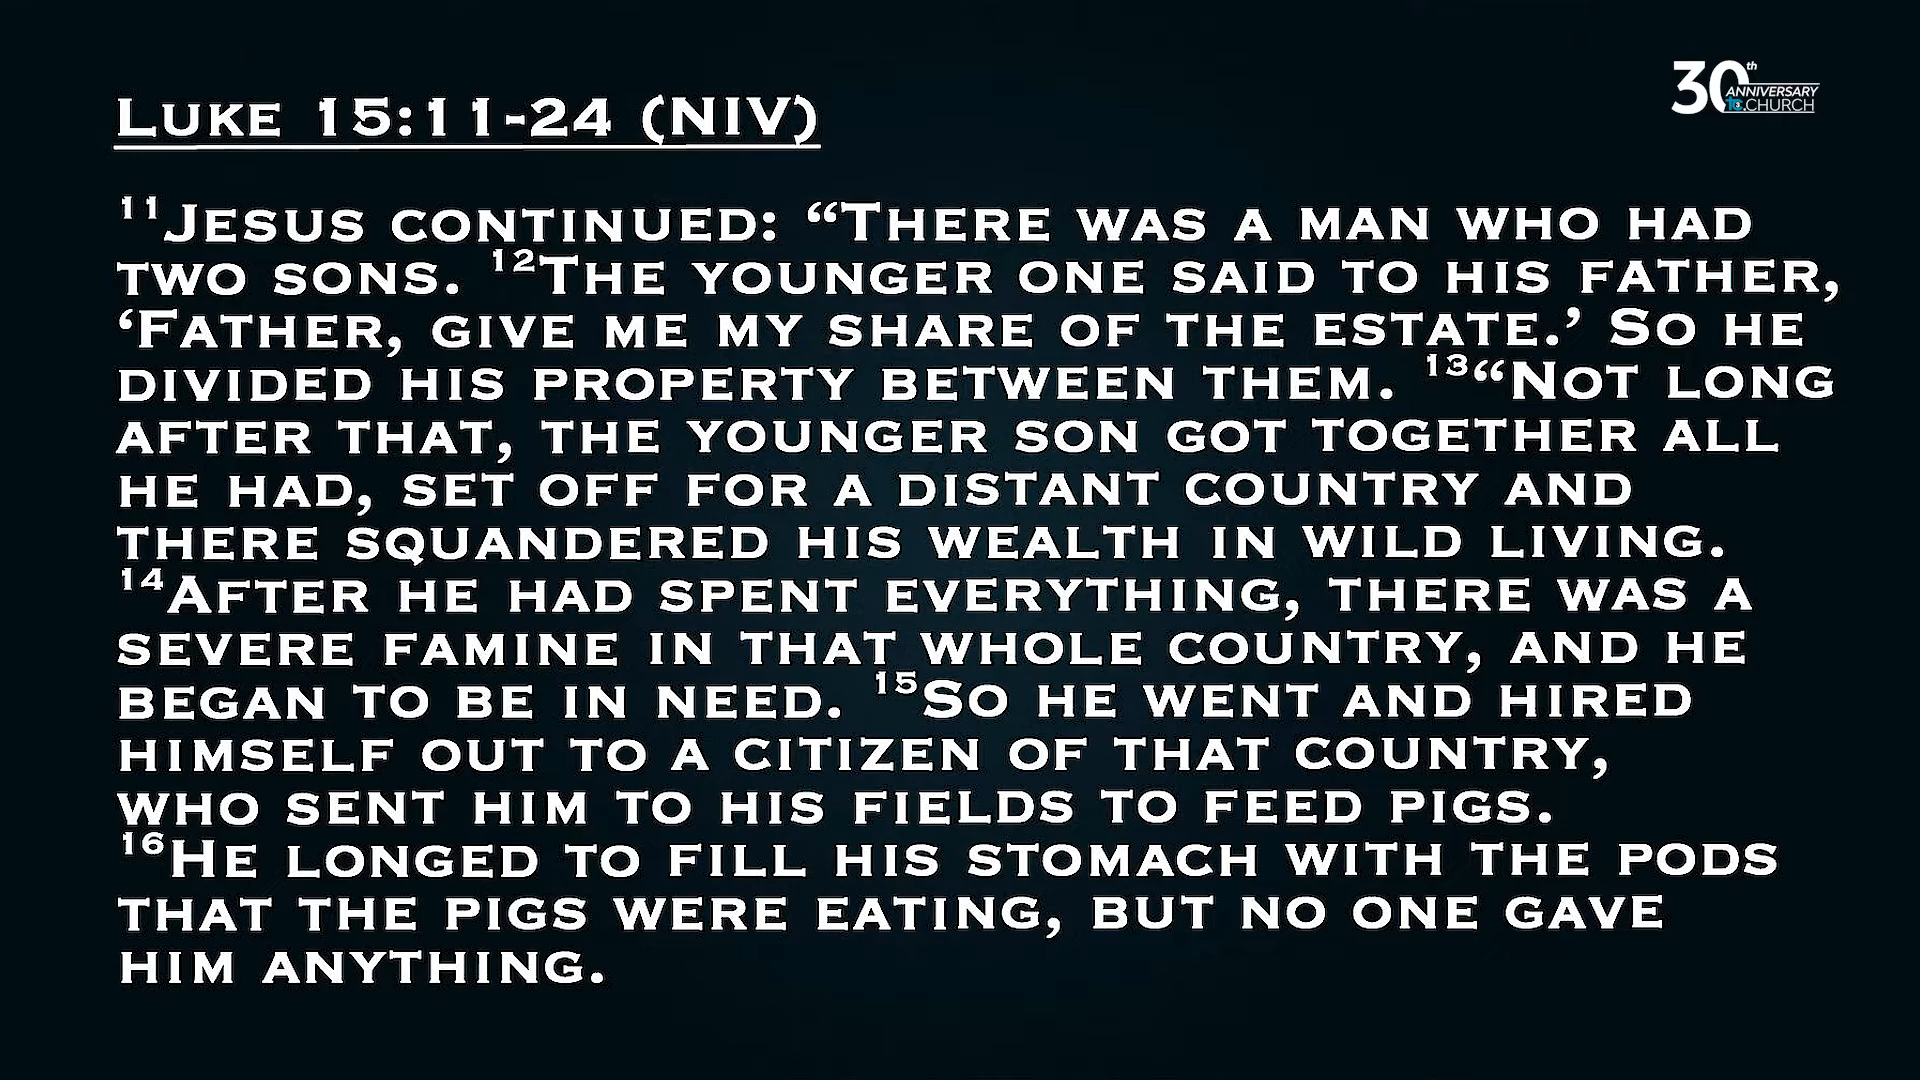 30th
ANNIVERSARY
.CHURCH
Luke 15:11-24 (NIV)
11Jesus continued: “There was a man who had
two sons. 12The younger one said to his father,
‘Father, give me my share of the estate.’ So he
divided his property between them. 13“Not long
after that, the younger son got together all
he had, set off for a distant country and
there squandered his wealth in wild living.
14After he had spent everything, there was a
severe famine in that whole country, and he
began to be in need. 15So he went and hired
himself out to a citizen of that country,
who sent him to his fields to feed pigs.
16He longed to fill his stomach with the pods
that the pigs were eating, but no one gave
him anything.